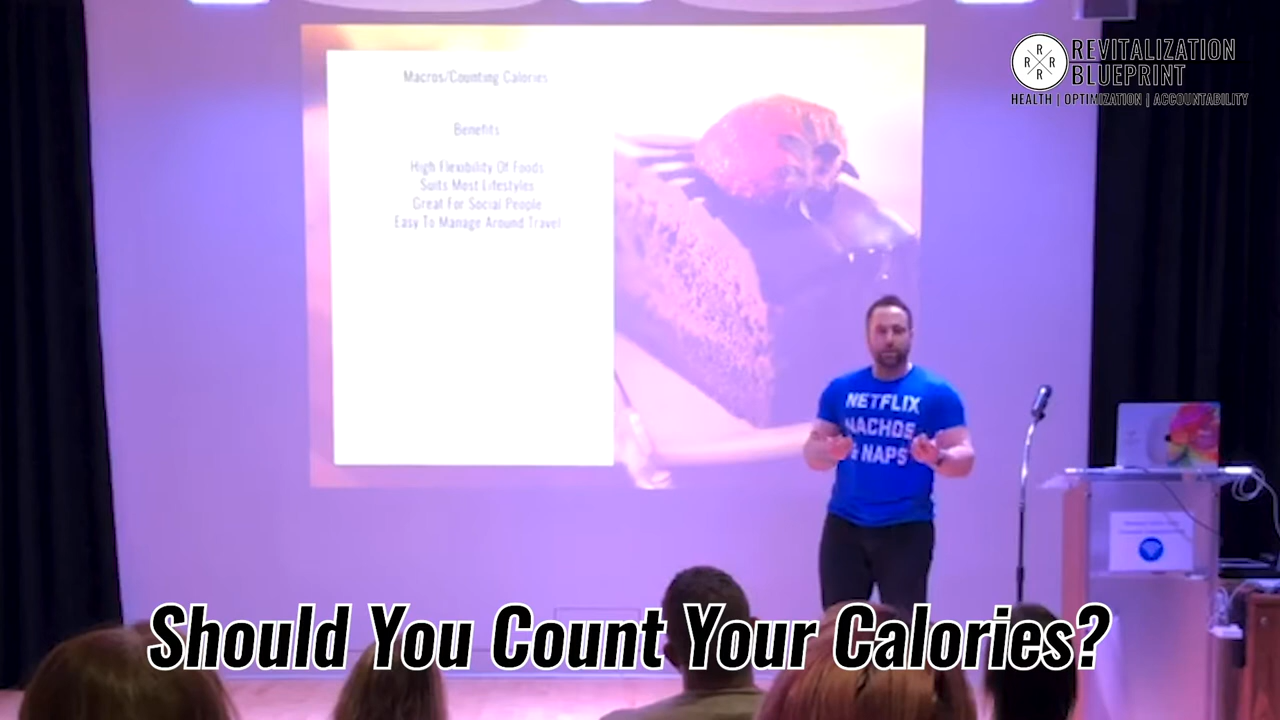 Macros/Counting Calories
Benefits
High Flexibility Of Foods
Suits Most Lifestyles
Great For Social People
Easy To Manage Around Travel
R
R R
R
REVITALIZATION
BLUEPRINT
HEALTH | OPTIMIZATION | ACCOUNTABILITY
NETFLIX
NACHOS
& NAPS
Should You Count Your Calories?